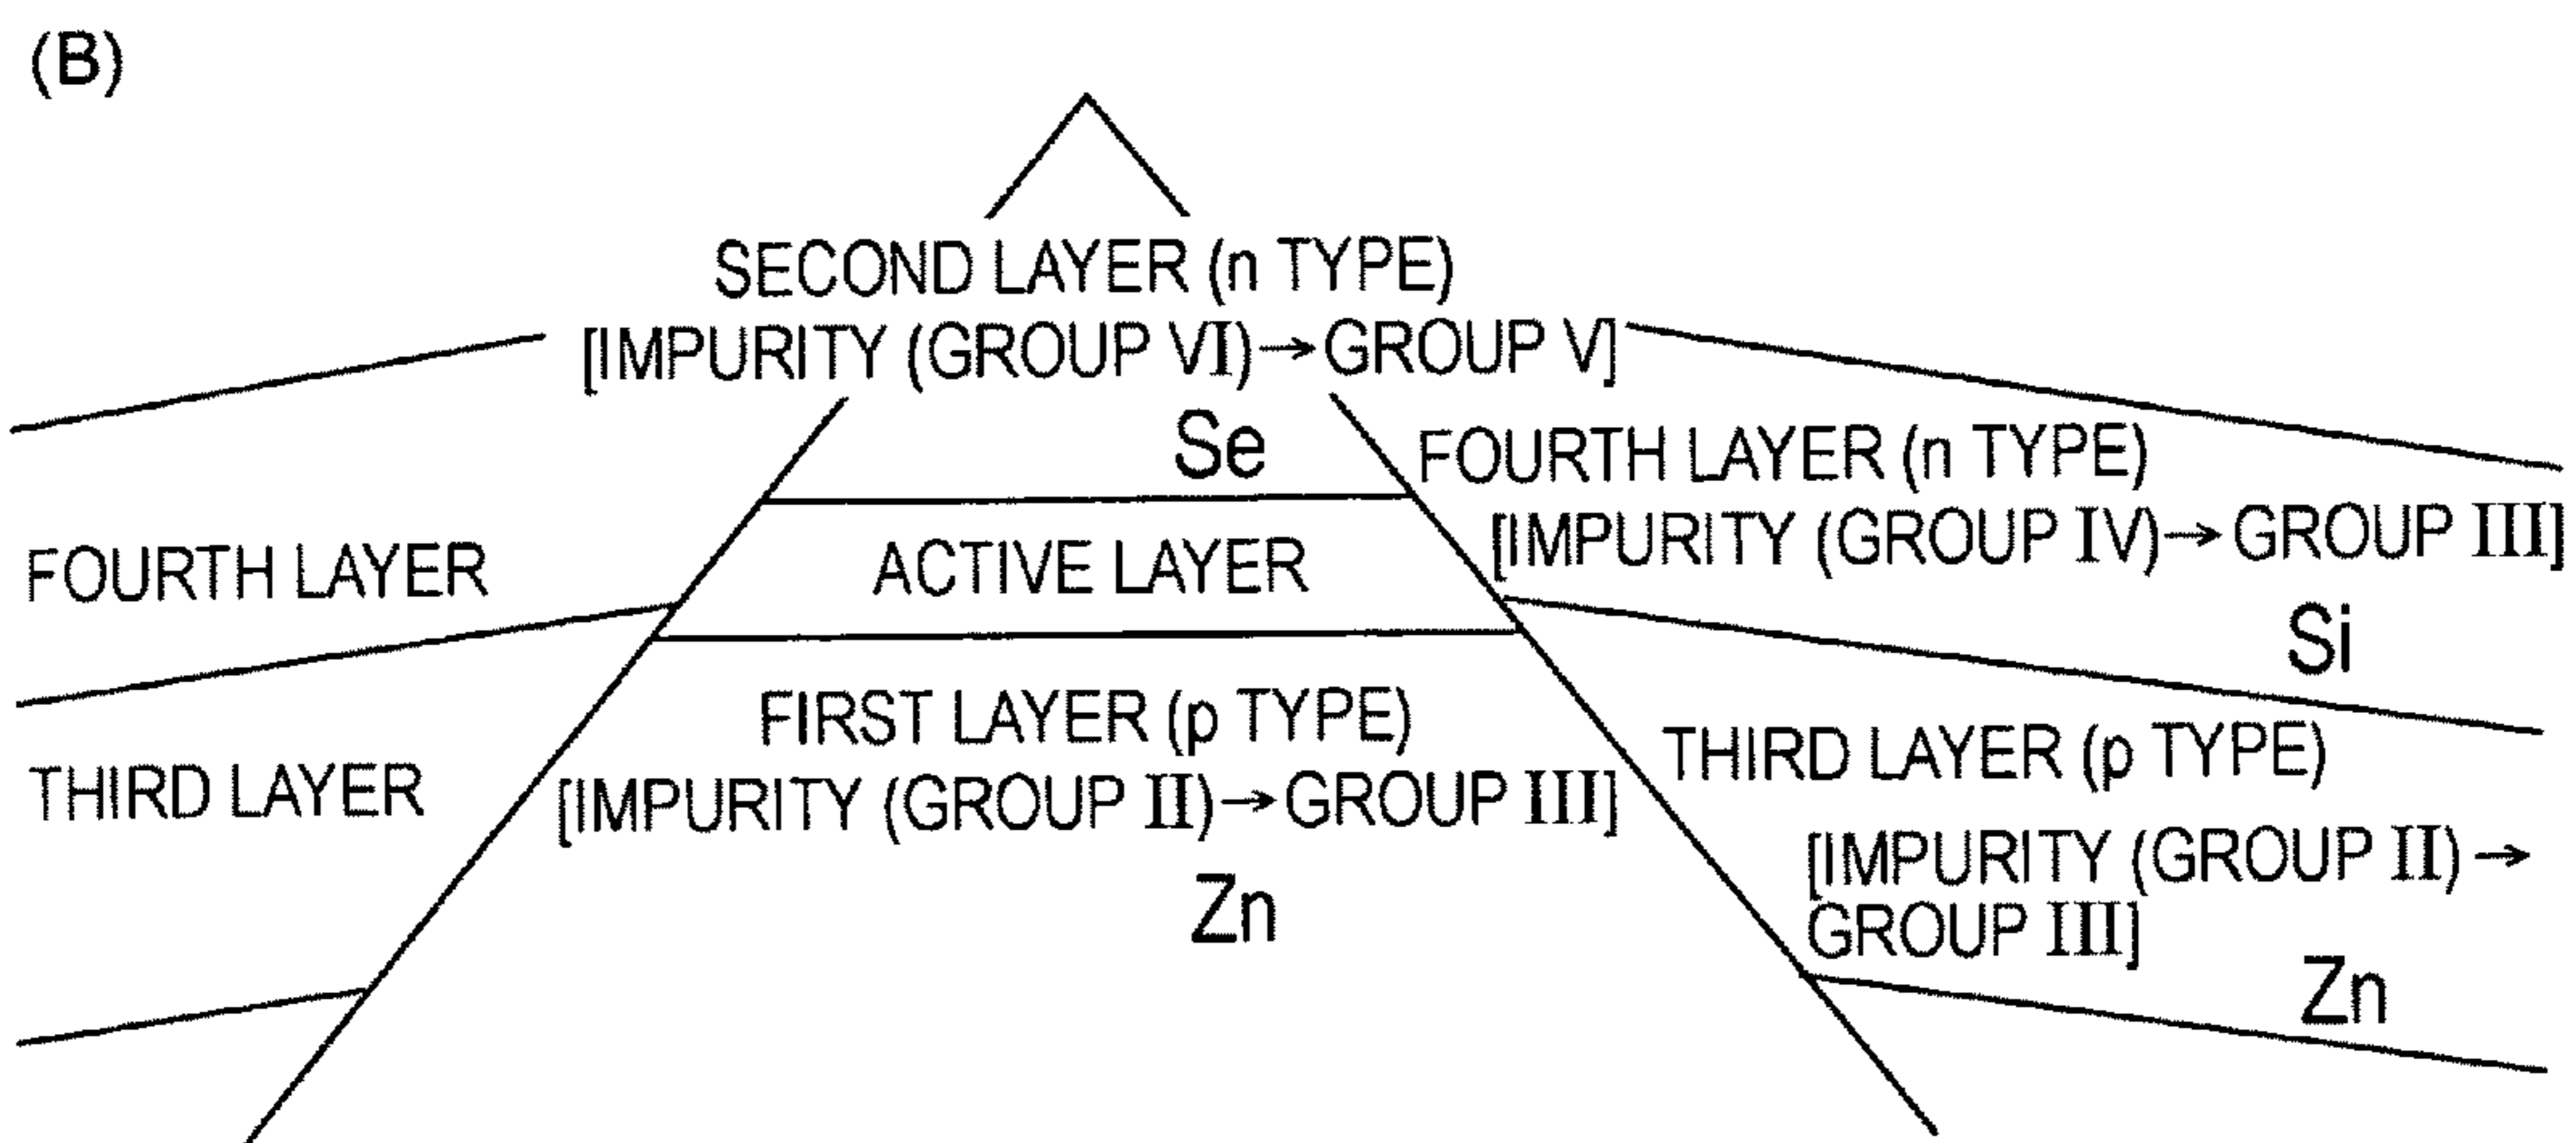 (B)
SECOND LAYER (n TYPE)
[IMPURITY (GROUP VI)→GROUP V]
Se
FOURTH LAYER (n TYPE)
[IMPURITY (GROUP IV)→GROUP III]
Si
FOURTH LAYER
ACTIVE LAYER
FIRST LAYER (p TYPE)
[IMPURITY (GROUP II)→GROUP III]
Zn
THIRD LAYER
THIRD LAYER (p TYPE)
[IMPURITY (GROUP II)→
GROUP III]
Zn